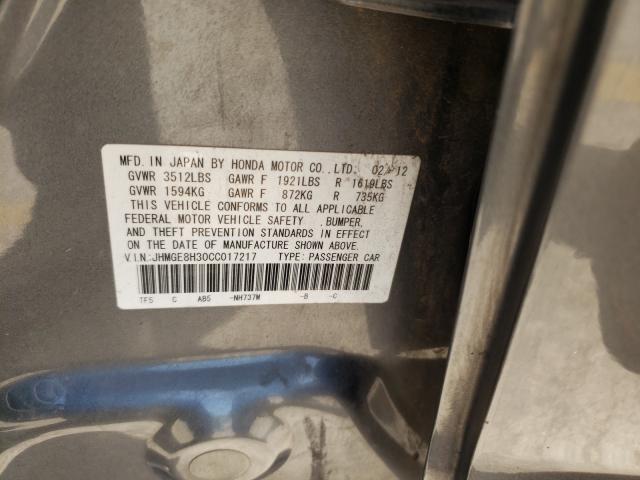 MFD. IN JAPAN BY HONDA MOTOR CO., LTD. 02/12
GVWR 3512LBS GAWR F 1921LBS R 1619LBS
GVWR 1594KG GAWR F 872KG R 735KG
THIS VEHICLE CONFORMS TO ALL APPLICABLE
FEDERAL MOTOR VEHICLE SAFETY ,BUMPER,
AND THEFT PREVENTION STANDARDS IN EFFECT
ON THE DATE OF MANUFACTURE SHOWN ABOVE.
V.I.N:JHMGE8H30CC017217 TYPE: PASSENGER CAR
TF5 C AB5 -NH737M -B -C